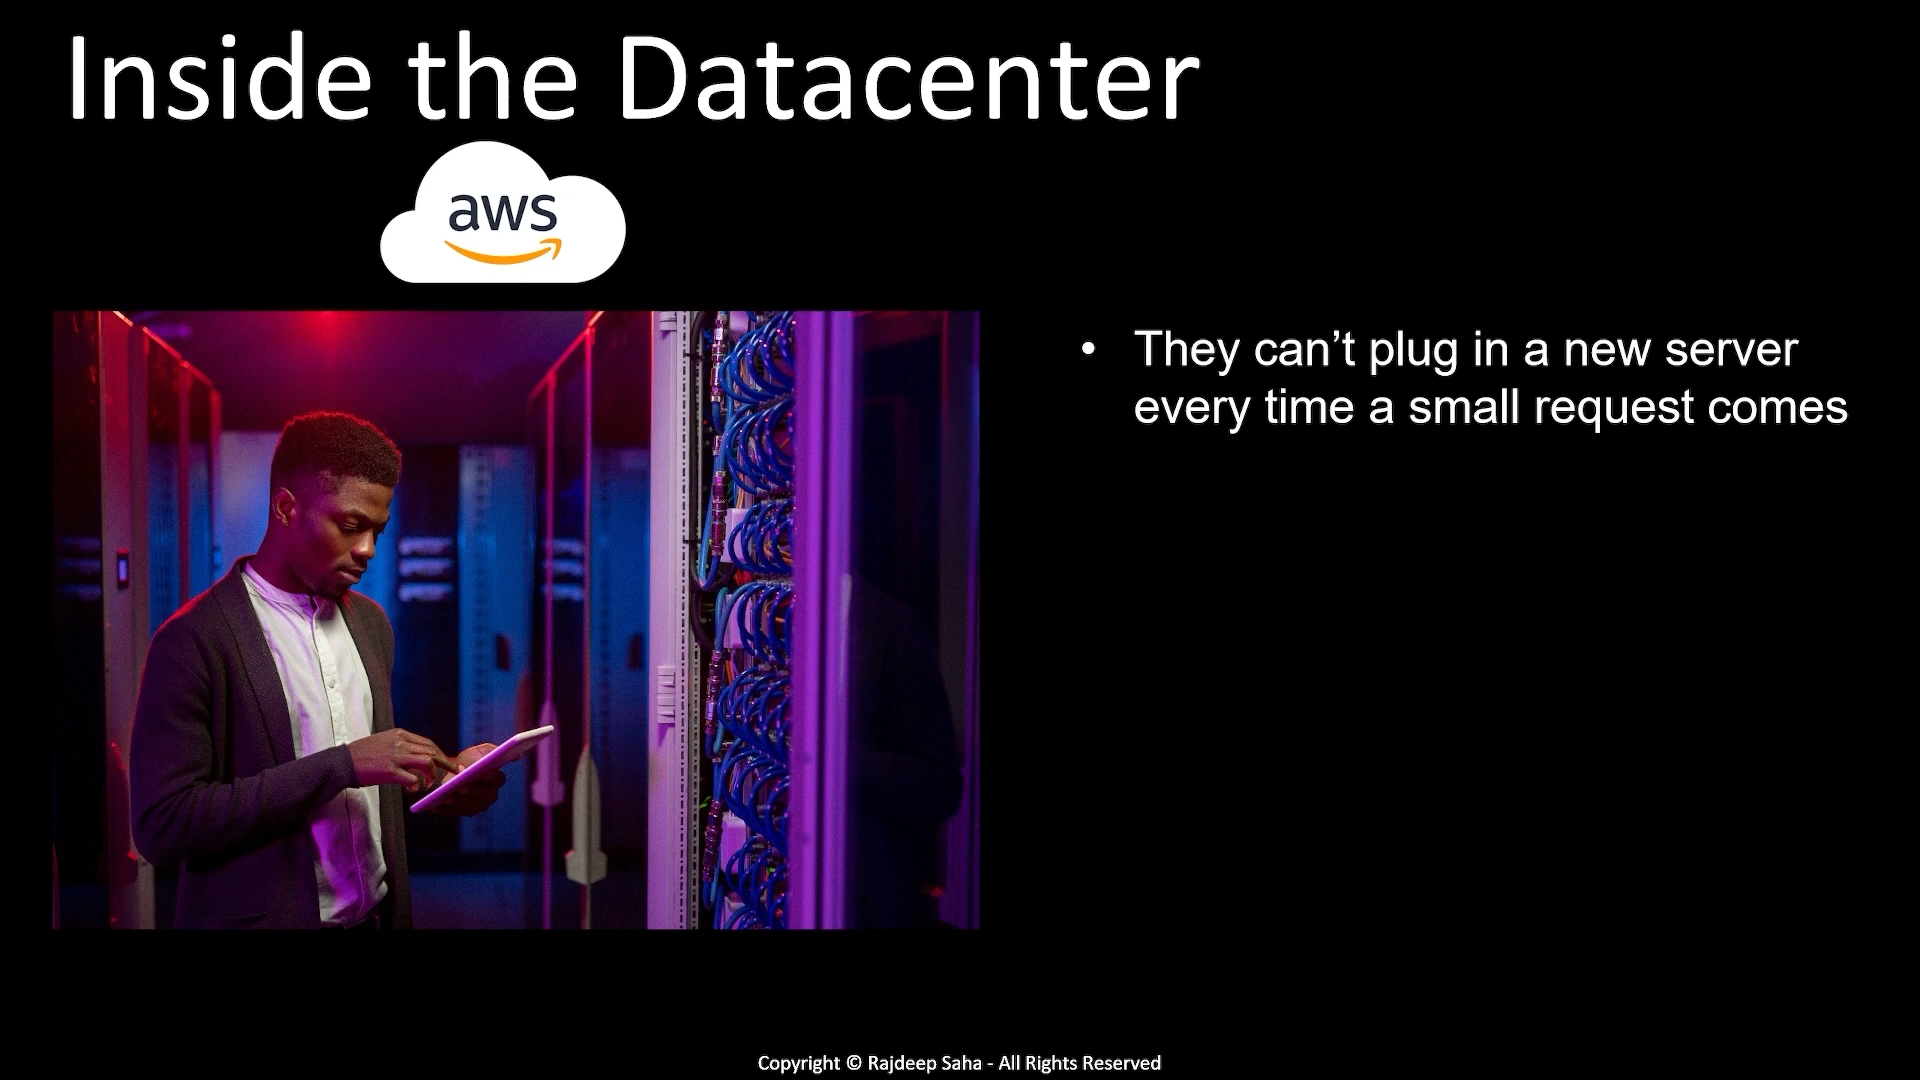 Inside the Datacenter
aws
• They can’t plug in a new server
every time a small request comes
Copyright © Rajdeep Saha - All Rights Reserved